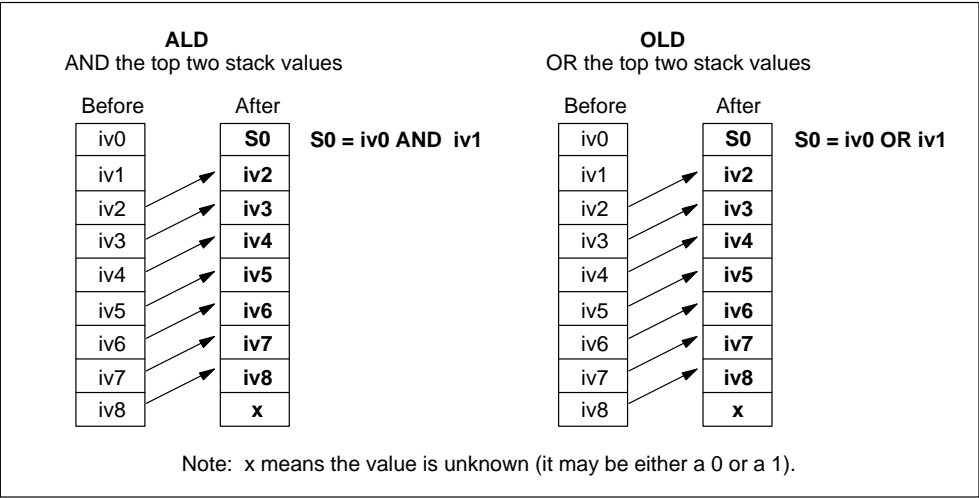 ALD
AND the top two stack values
Before After
iv0 S0 S0 = iv0 AND iv1
iv1 iv2
iv2 iv3
iv3 iv4
iv4 iv5
iv5 iv6
iv6 iv7
iv7 iv8
iv8 x
OLD
OR the top two stack values
Before After
iv0 S0 S0 = iv0 OR iv1
iv1 iv2
iv2 iv3
iv3 iv4
iv4 iv5
iv5 iv6
iv6 iv7
iv7 iv8
iv8 x
Note: x means the value is unknown (it may be either a 0 or a 1).